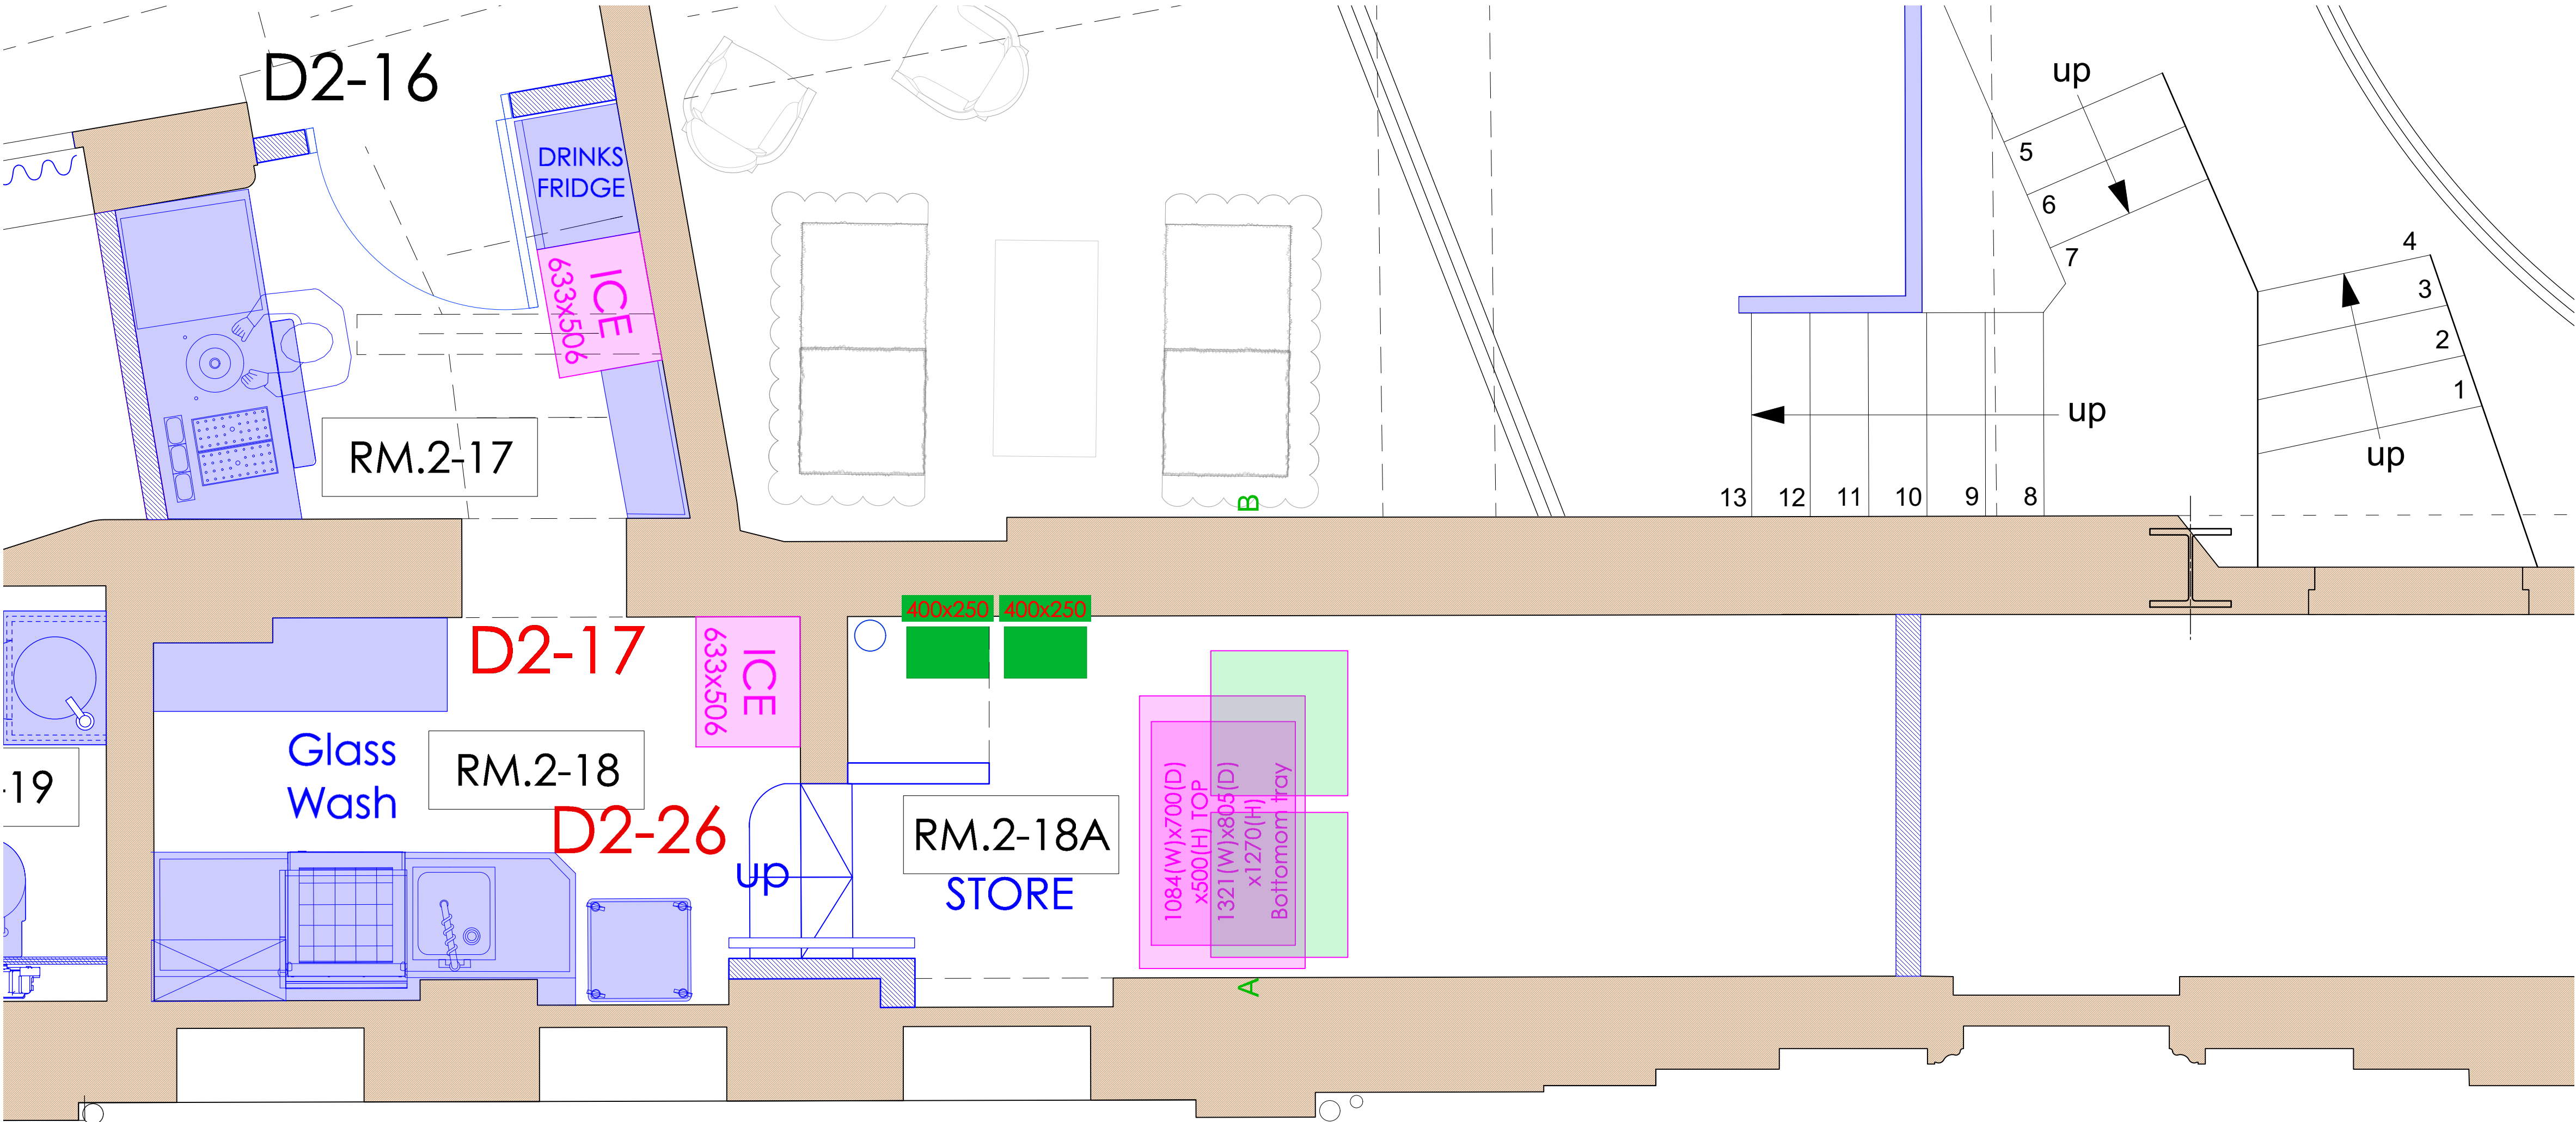 D2-16
up
5
6
7
DRINKS
FRIDGE
ICE
633x506
4
3
2
1
up
up
RM.2-17
13
12
11
10
9
8
B
400x250
400x250
D2-17
ICE
633x506
Glass
Wash
RM.2-18
-19
D2-26
up
RM.2-18A
STORE
1084(W)x700(D)
x500(H) TOP
1321(W)x805(D)
x1270(H)
Bottomom tray
A